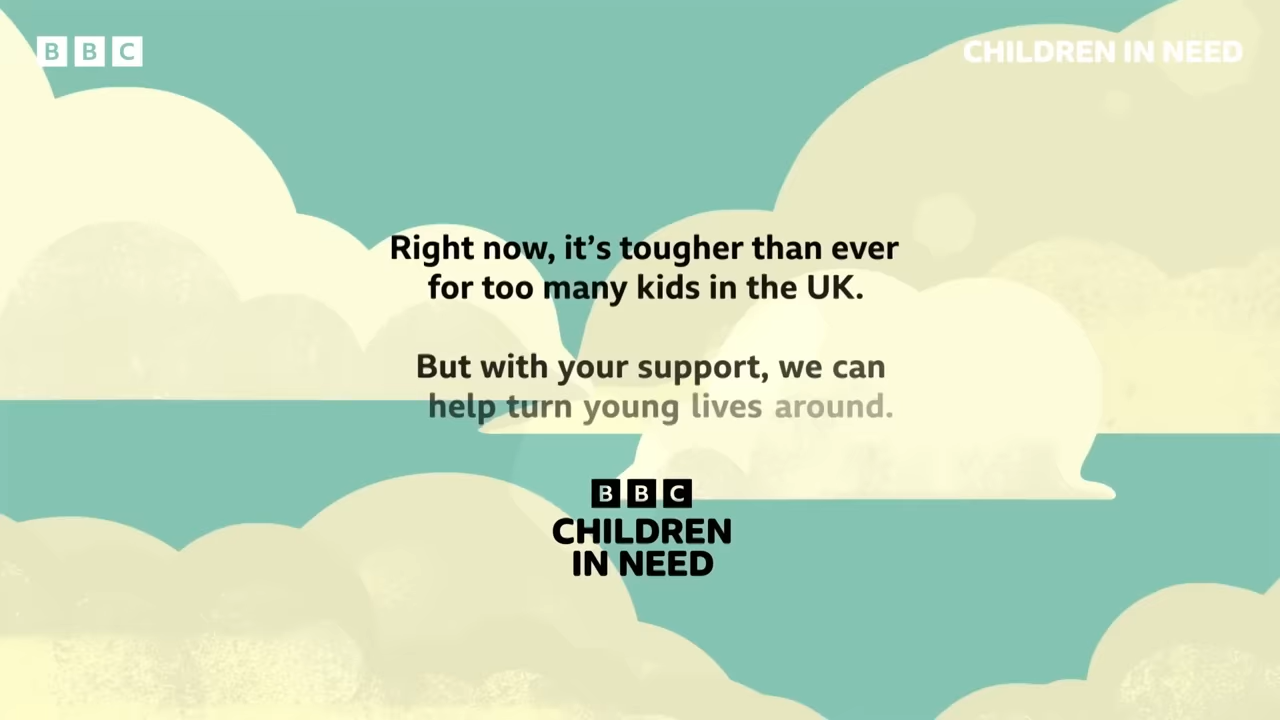 BBC
CHILDREN IN NEED
Right now, it’s tougher than ever
for too many kids in the UK.
But with your support, we can
help turn young lives around.
BBC
CHILDREN
IN NEED